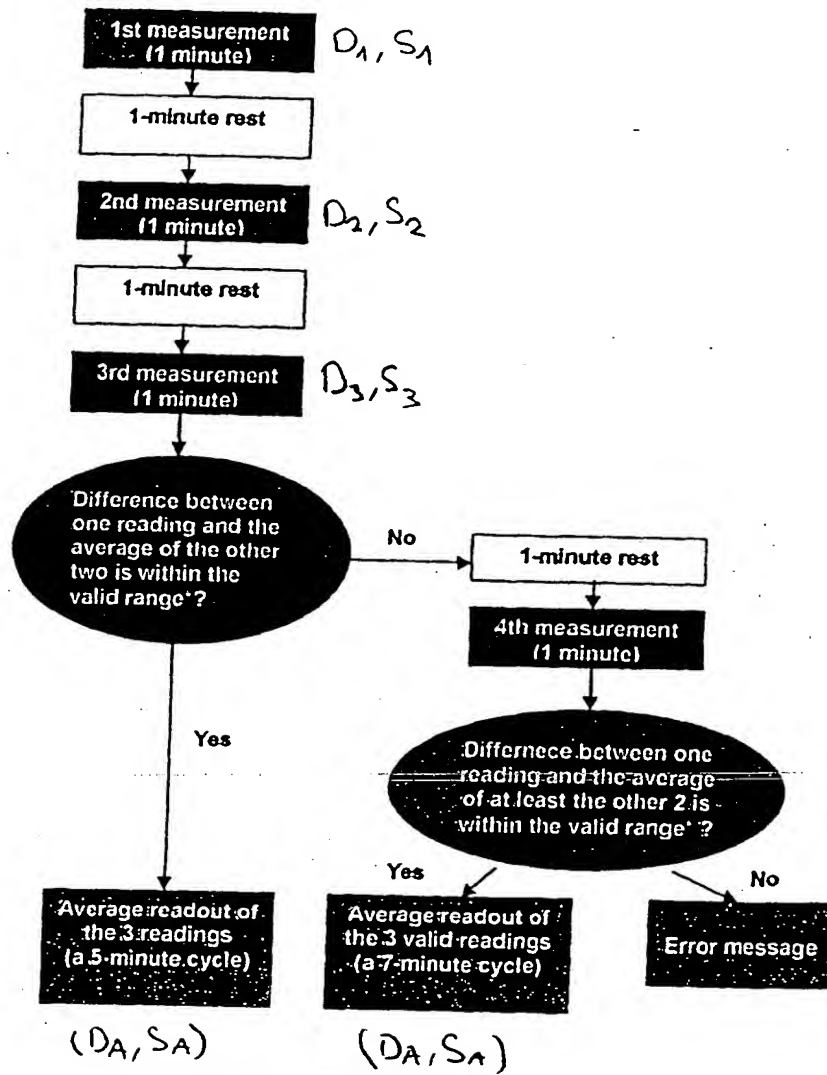 1st measurement
(1 minute)
D1, S1
1-minute rest
2nd measurement
(1 minute)
D2, S2
1-minute rest
3rd measurement
(1 minute)
D3, S3
Difference between
one reading and the
average of the other
two is within the
valid range*?
No
1-minute rest
4th measurement
(1 minute)
Yes
Differnece between one
reading and the average
of at least the other 2 is
within the valid range*?
Yes
No
Average readout of
the 3 readings
(a 5-minute cycle)
Average readout of
the 3 valid readings
(a 7-minute cycle)
Error message
(DA, SA)
(DA, SA)